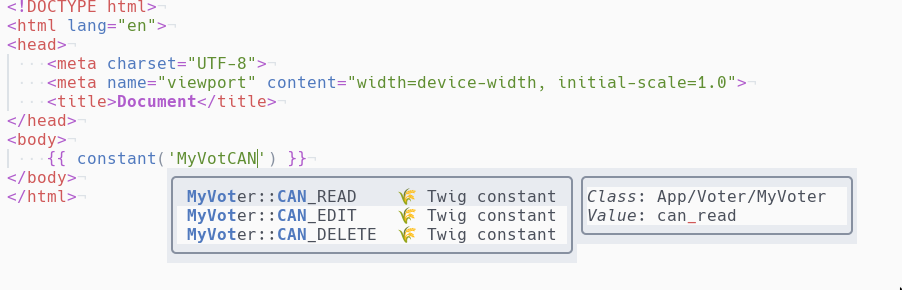 <!DOCTYPE html>
<html lang="en">
<head>
<meta charset="UTF-8">
<meta name="viewport" content="width=device-width, initial-scale=1.0">
<title>Document</title>
</head>
<body>
{{ constant('MyVotCAN') }}
</body>
</html>
MyVoter::CAN_READ 🌾 Twig constant
MyVoter::CAN_EDIT 🌾 Twig constant
MyVoter::CAN_DELETE 🌾 Twig constant
Class: App/Voter/MyVoter
Value: can_read